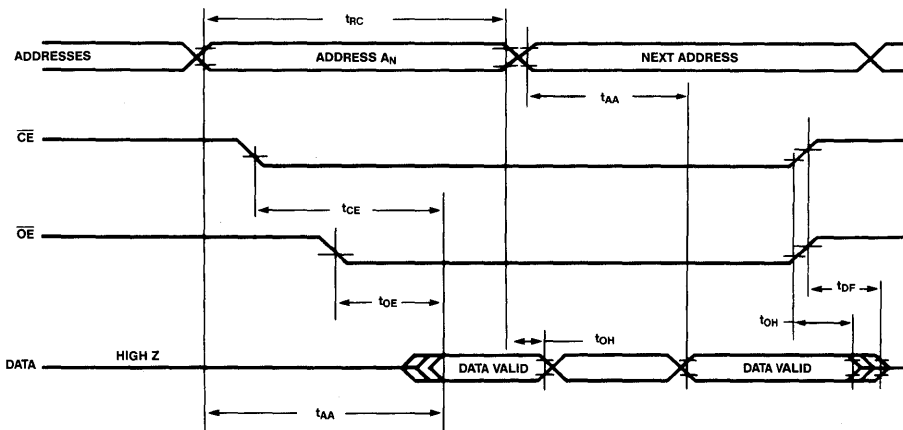 tRC
ADDRESSES
ADDRESS AN
NEXT ADDRESS
tAA
CE
tCE
OE
tOE
tDF
tOH
tOH
HIGH Z
DATA
DATA VALID
DATA VALID
tAA